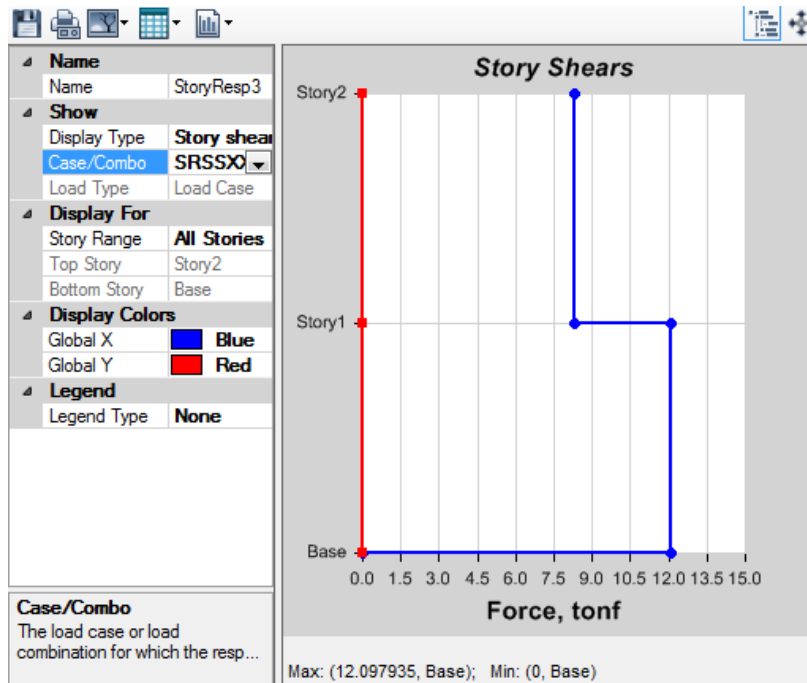 Name
Name StoryResp3
Show
Display Type Story shear
Case/Combo SRSSXX
Load Type Load Case
Display For
Story Range All Stories
Top Story Story2
Bottom Story Base
Display Colors
Global X Blue
Global Y Red
Legend
Legend Type None
Case/Combo
The load case or load
combination for which the resp...
Story Shears
Story2
Story1
Base
0.0 1.5 3.0 4.5 6.0 7.5 9.0 10.5 12.0 13.5 15.0
Force, tonf
Max: (12.097935, Base); Min: (0, Base)